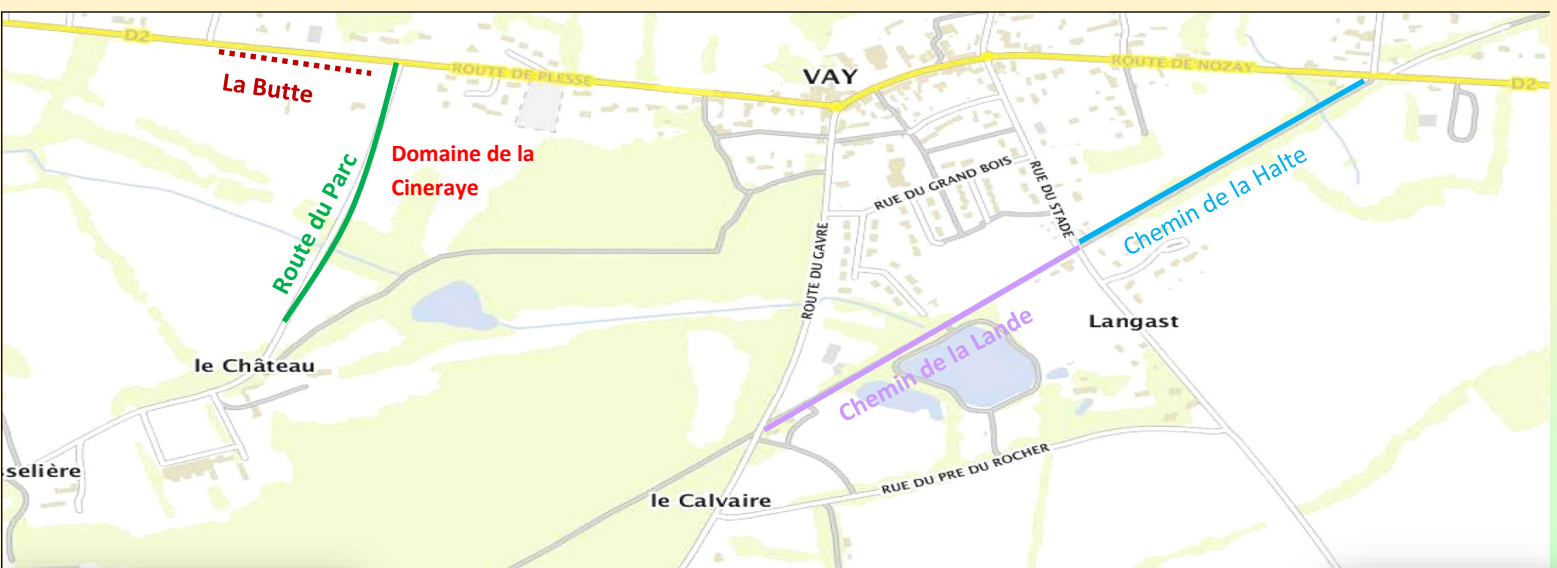 D2
ROUTE DE PLESSE
VAY
ROUTE DE NOZAY
D2
La Butte
Domaine de la
Cineraye
Route du Parc
RUE DU GRAND BOIS
RUE DU STADE
Chemin de la Halte
ROUTE DU GAVRE
Langast
le Château
Chemin de la Lande
selière
RUE DU PRE DU ROCHER
le Calvaire